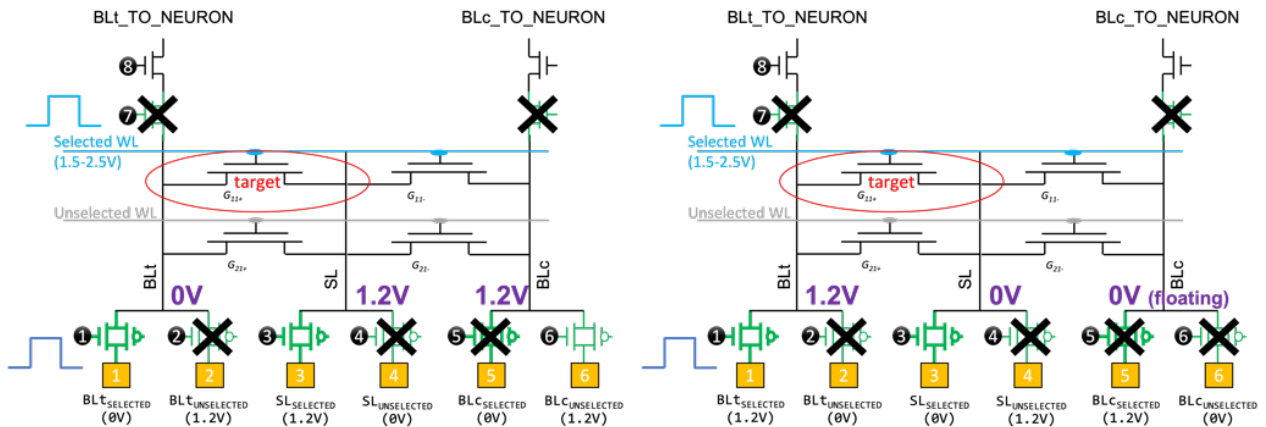 BLt_TO_NEURON
BLc_TO_NEURON
8
7
Selected WL
(1.5-2.5V)
target
G11+
G11-
Unselected WL
G21+
G21-
BLt
SL
BLc
0V
1.2V
1.2V
1
2
3
4
5
6
1
2
3
4
5
6
BLtSELECTED
(0V)
BLtUNSELECTED
(1.2V)
SLSELECTED
(1.2V)
SLUNSELECTED
(0V)
BLcSELECTED
(0V)
BLcUNSELECTED
(1.2V)
BLt_TO_NEURON
BLc_TO_NEURON
8
7
Selected WL
(1.5-2.5V)
target
G11+
G11-
Unselected WL
G21+
G21-
BLt
SL
BLc
1.2V
0V
0V (floating)
1
2
3
4
5
6
1
2
3
4
5
6
BLtSELECTED
(1.2V)
BLtUNSELECTED
(0V)
SLSELECTED
(0V)
SLUNSELECTED
(1.2V)
BLcSELECTED
(1.2V)
BLcUNSELECTED
(0V)